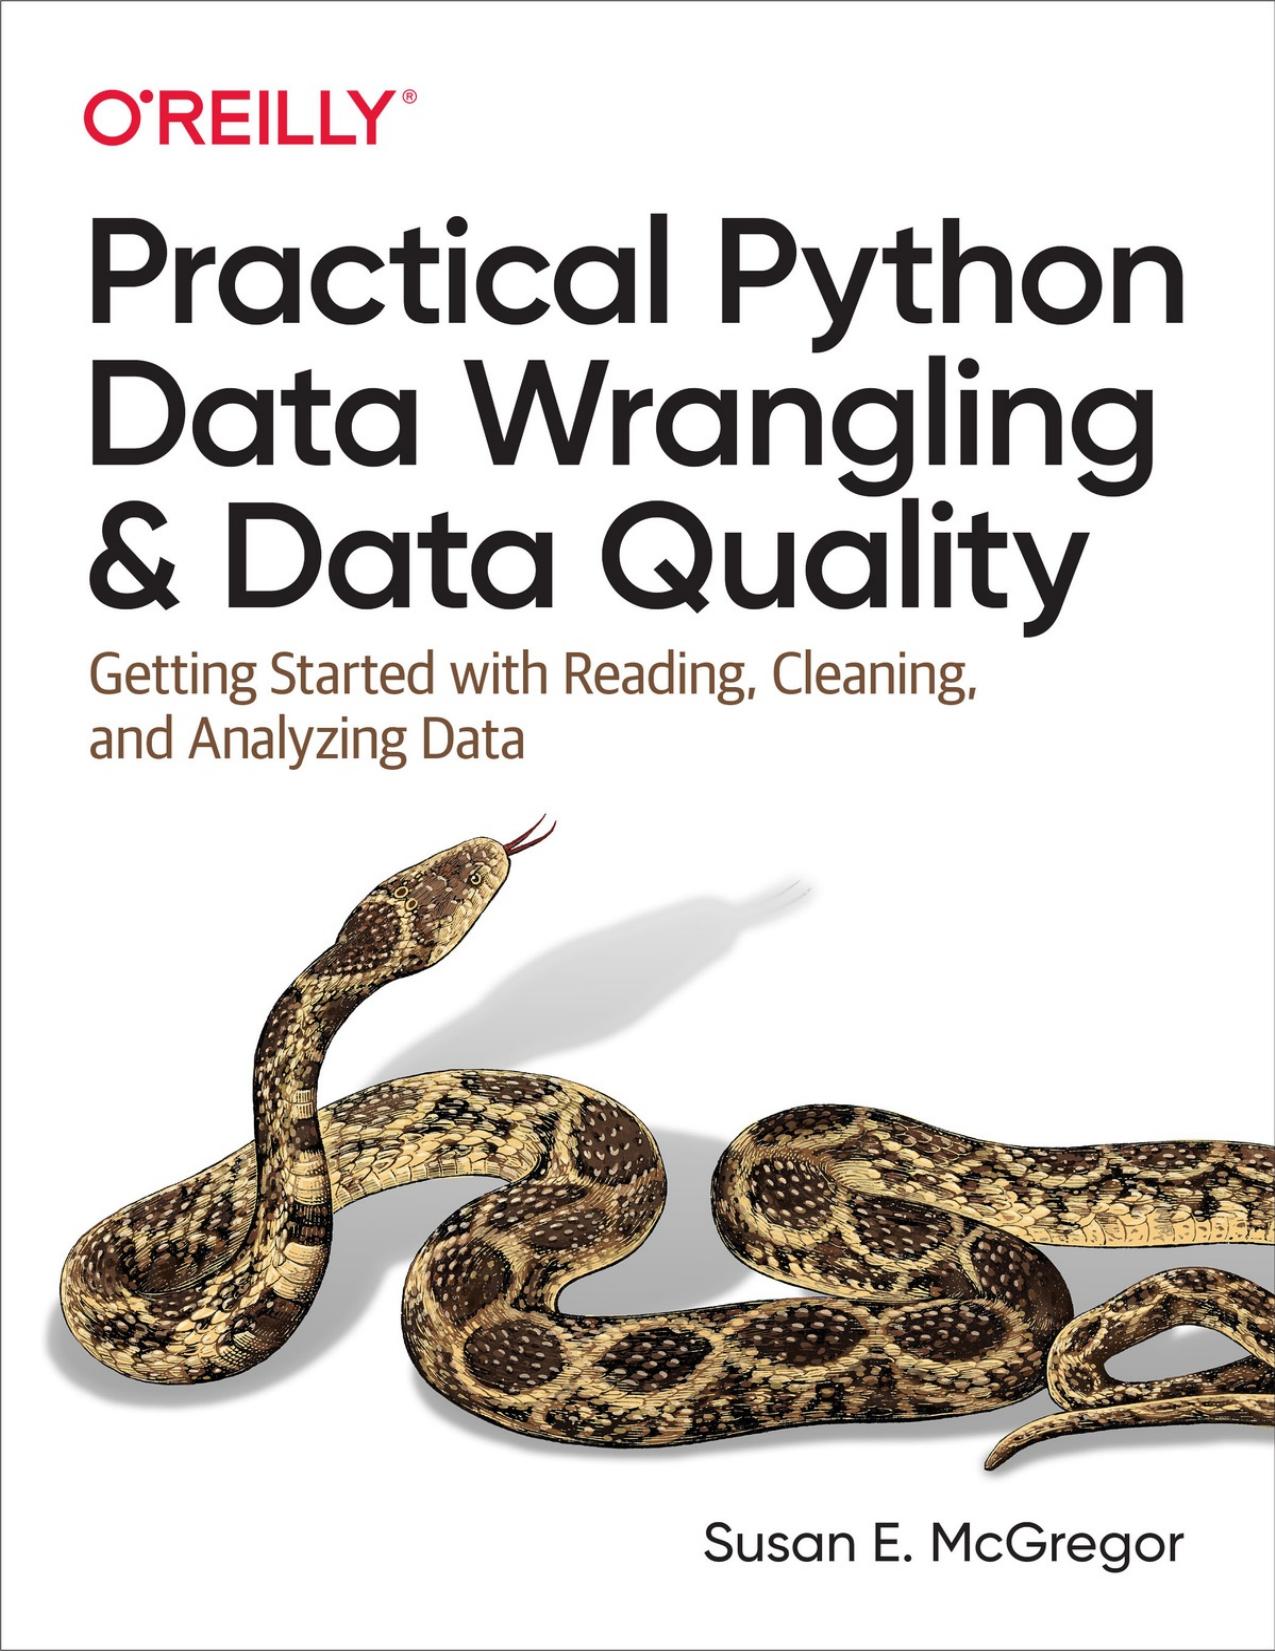 O'REILLY®
Practical Python
Data Wrangling
& Data Quality
Getting Started with Reading, Cleaning,
and Analyzing Data
Susan E. McGregor